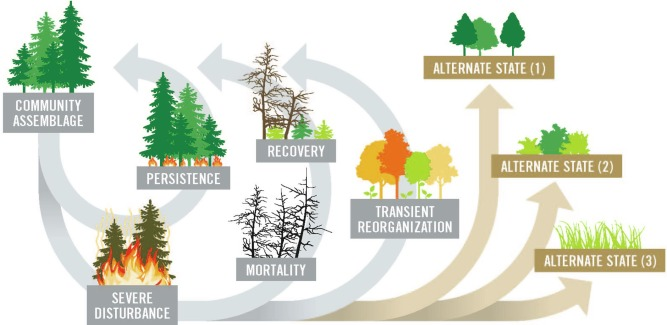 COMMUNITY
ASSEMBLAGE
PERSISTENCE
RECOVERY
TRANSIENT
REORGANIZATION
SEVERE
DISTURBANCE
MORTALITY
ALTERNATE STATE (1)
ALTERNATE STATE (2)
ALTERNATE STATE (3)